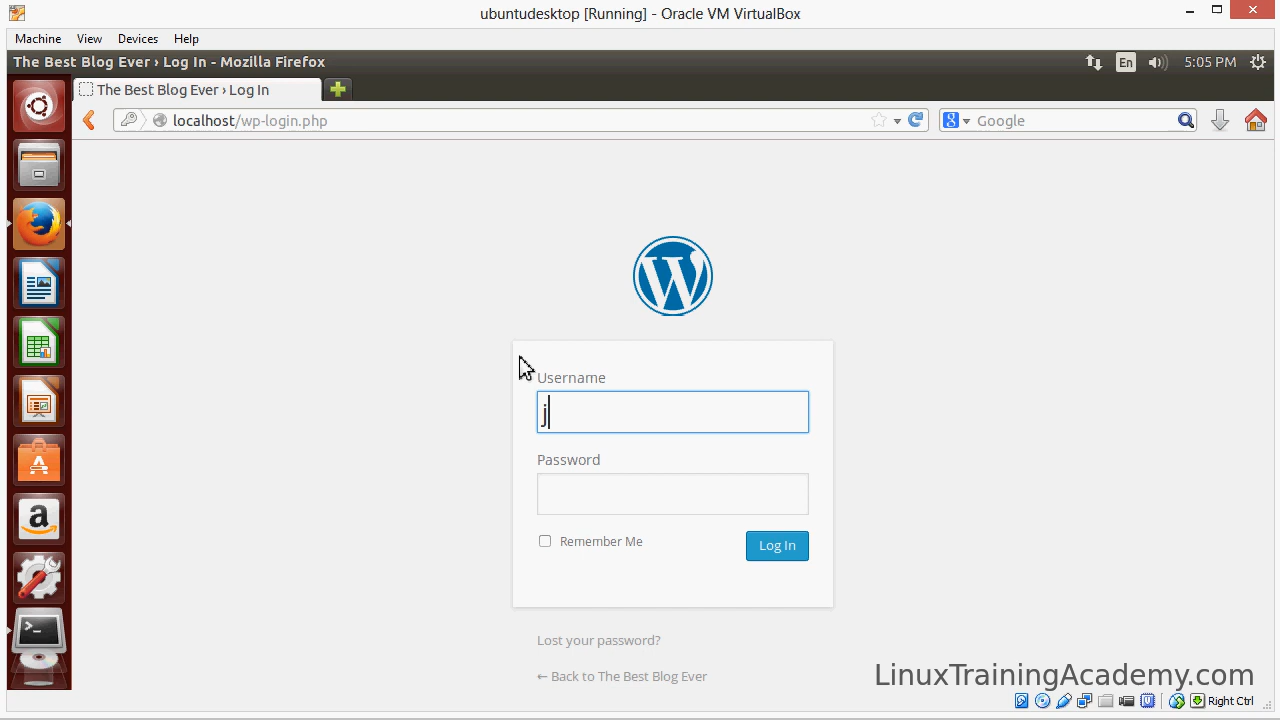 ubuntudesktop [Running] - Oracle VM VirtualBox
Machine View Devices Help
The Best Blog Ever › Log In - Mozilla Firefox
En 5:05 PM
The Best Blog Ever › Log In
localhost/wp-login.php
8 Google
W
Username
j
Password
Remember Me
Log In
Lost your password?
← Back to The Best Blog Ever
LinuxTrainingAcademy.com
Right Ctrl